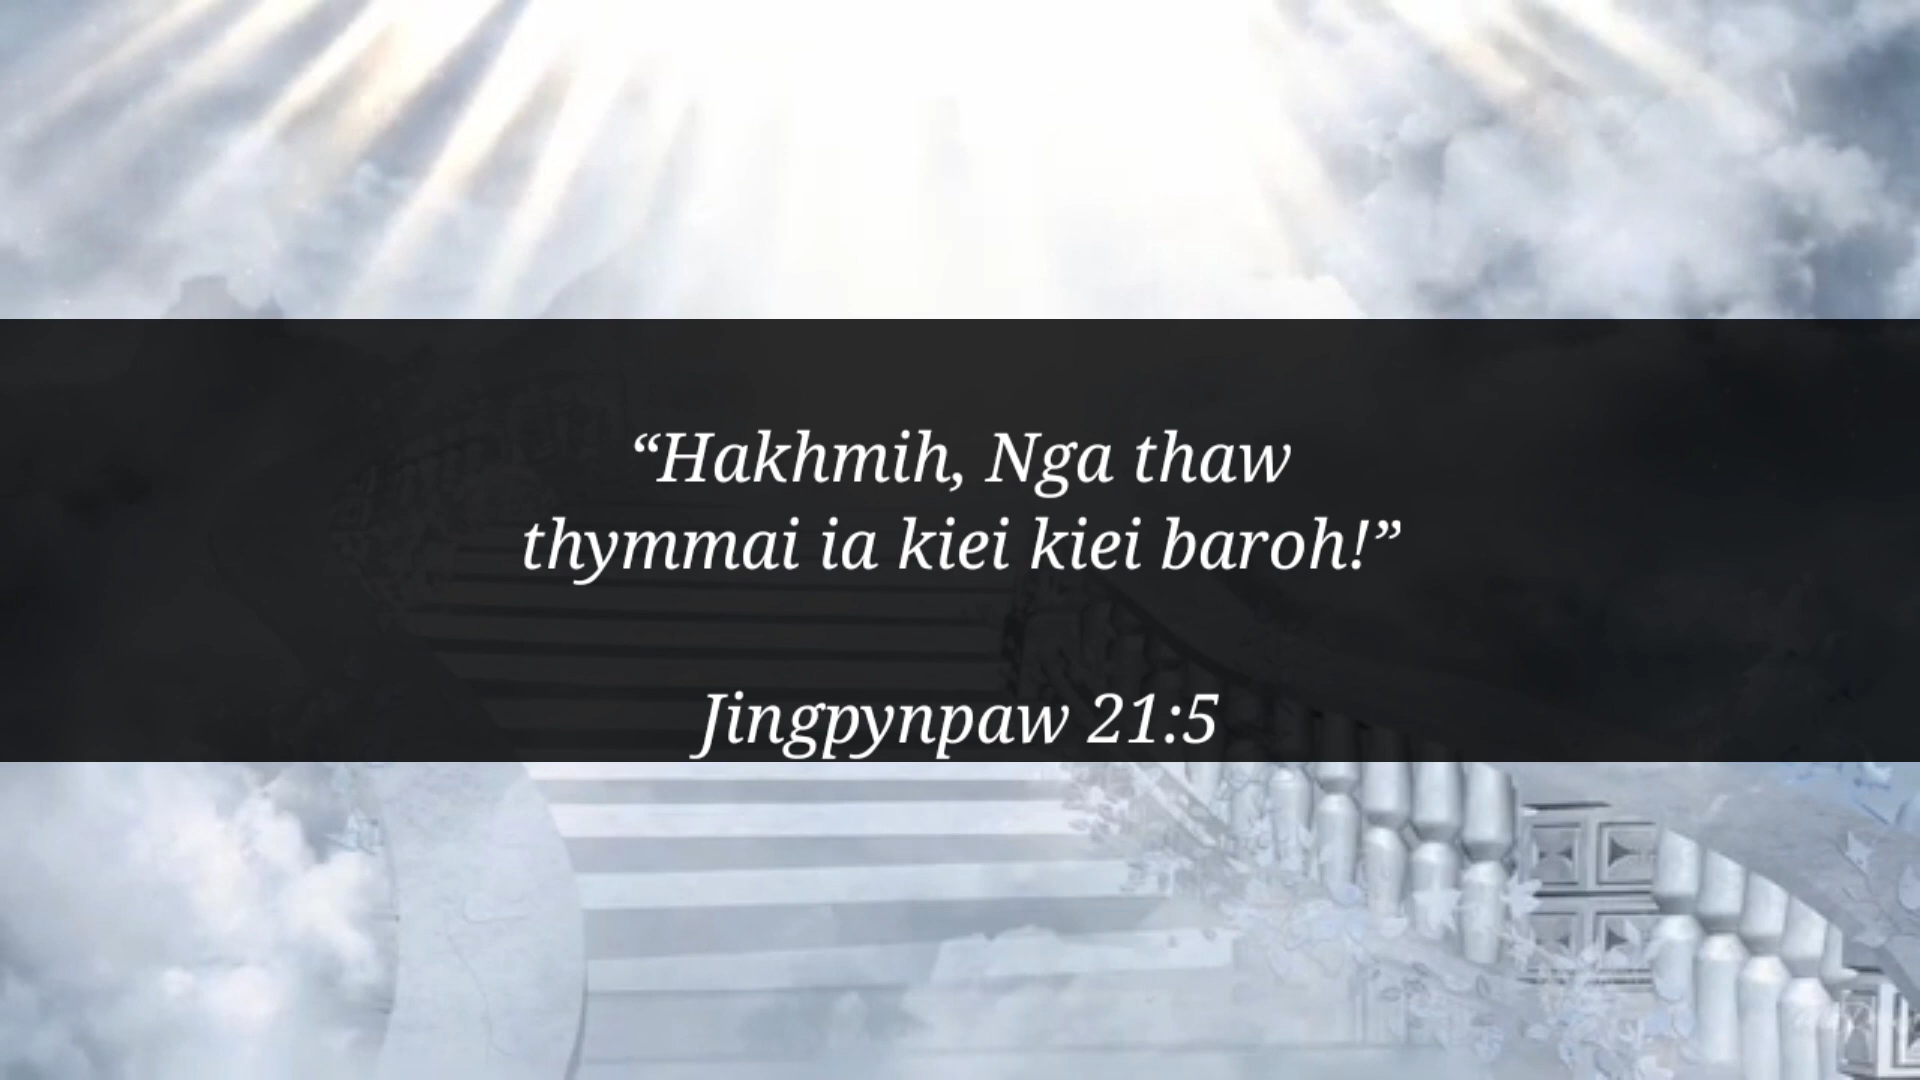 “Hakhmih, Nga thaw
thymmai ia kiei kiei baroh!”
Jingpynpaw 21:5